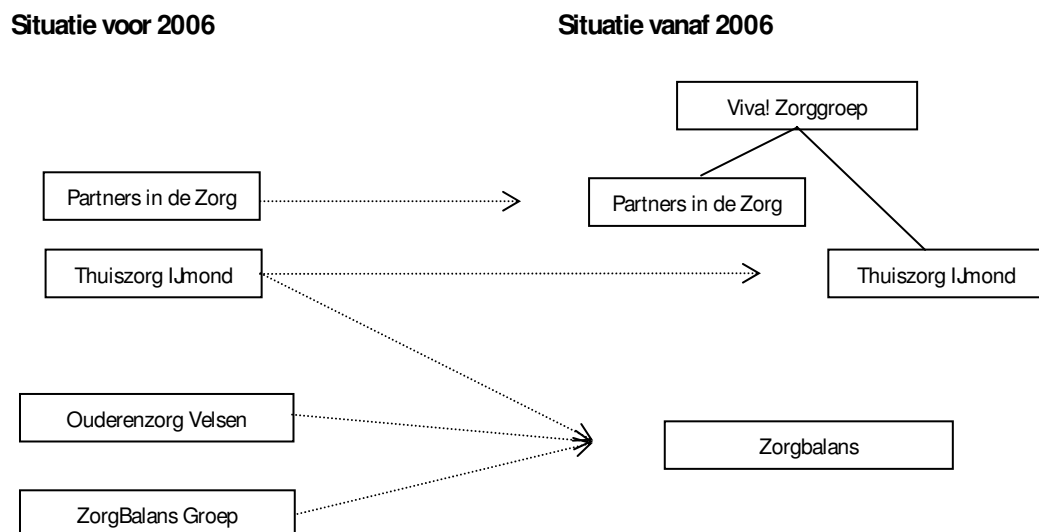 Situatie voor 2006
Situatie vanaf 2006
Viva! Zorggroep
Partners in de Zorg
Partners in de Zorg
Thuiszorg IJmond
Thuiszorg IJmond
Ouderenzorg Velsen
Zorgbalans
ZorgBalans Groep